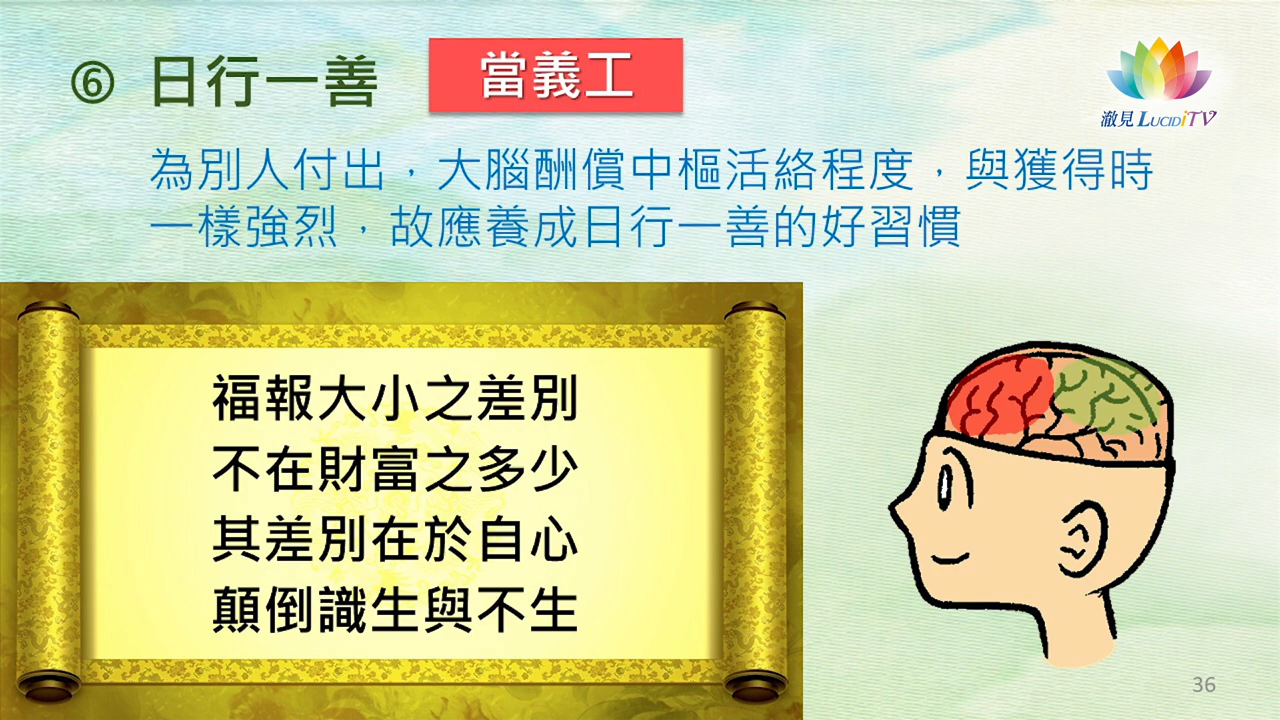 ⑥ 日行一善
當義工
澈見 LUCIDiTV
為別人付出，大腦酬償中樞活絡程度，與獲得時
一樣強烈，故應養成日行一善的好習慣
福報大小之差別
不在財富之多少
其差別在於自心
顛倒識生與不生
36